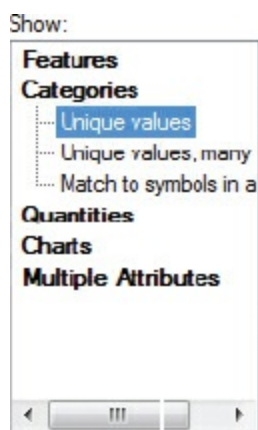 Show:
Features
Categories
Unique values
Unique values, many
Match to symbols in a
Quantities
Charts
Multiple Attributes